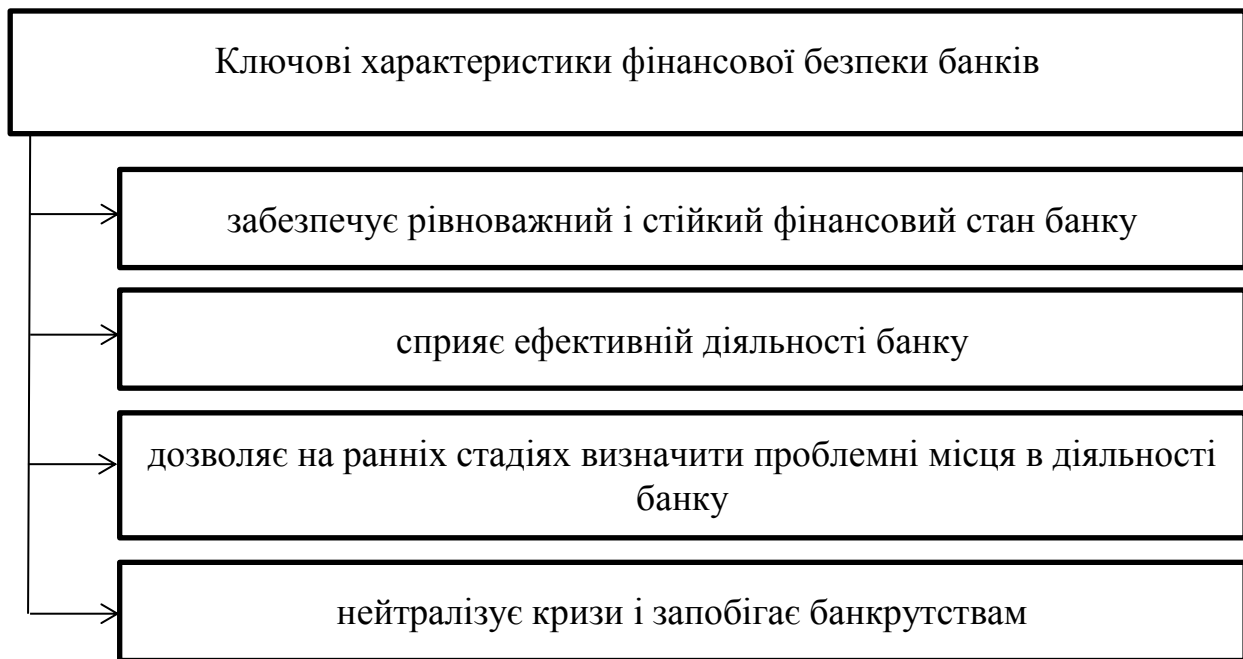 Ключові характеристики фінансової безпеки банків
забезпечує рівноважний і стійкий фінансовий стан банку
сприяє ефективній діяльності банку
дозволяє на ранніх стадіях визначити проблемні місця в діяльності
банку
нейтралізує кризи і запобігає банкрутствам